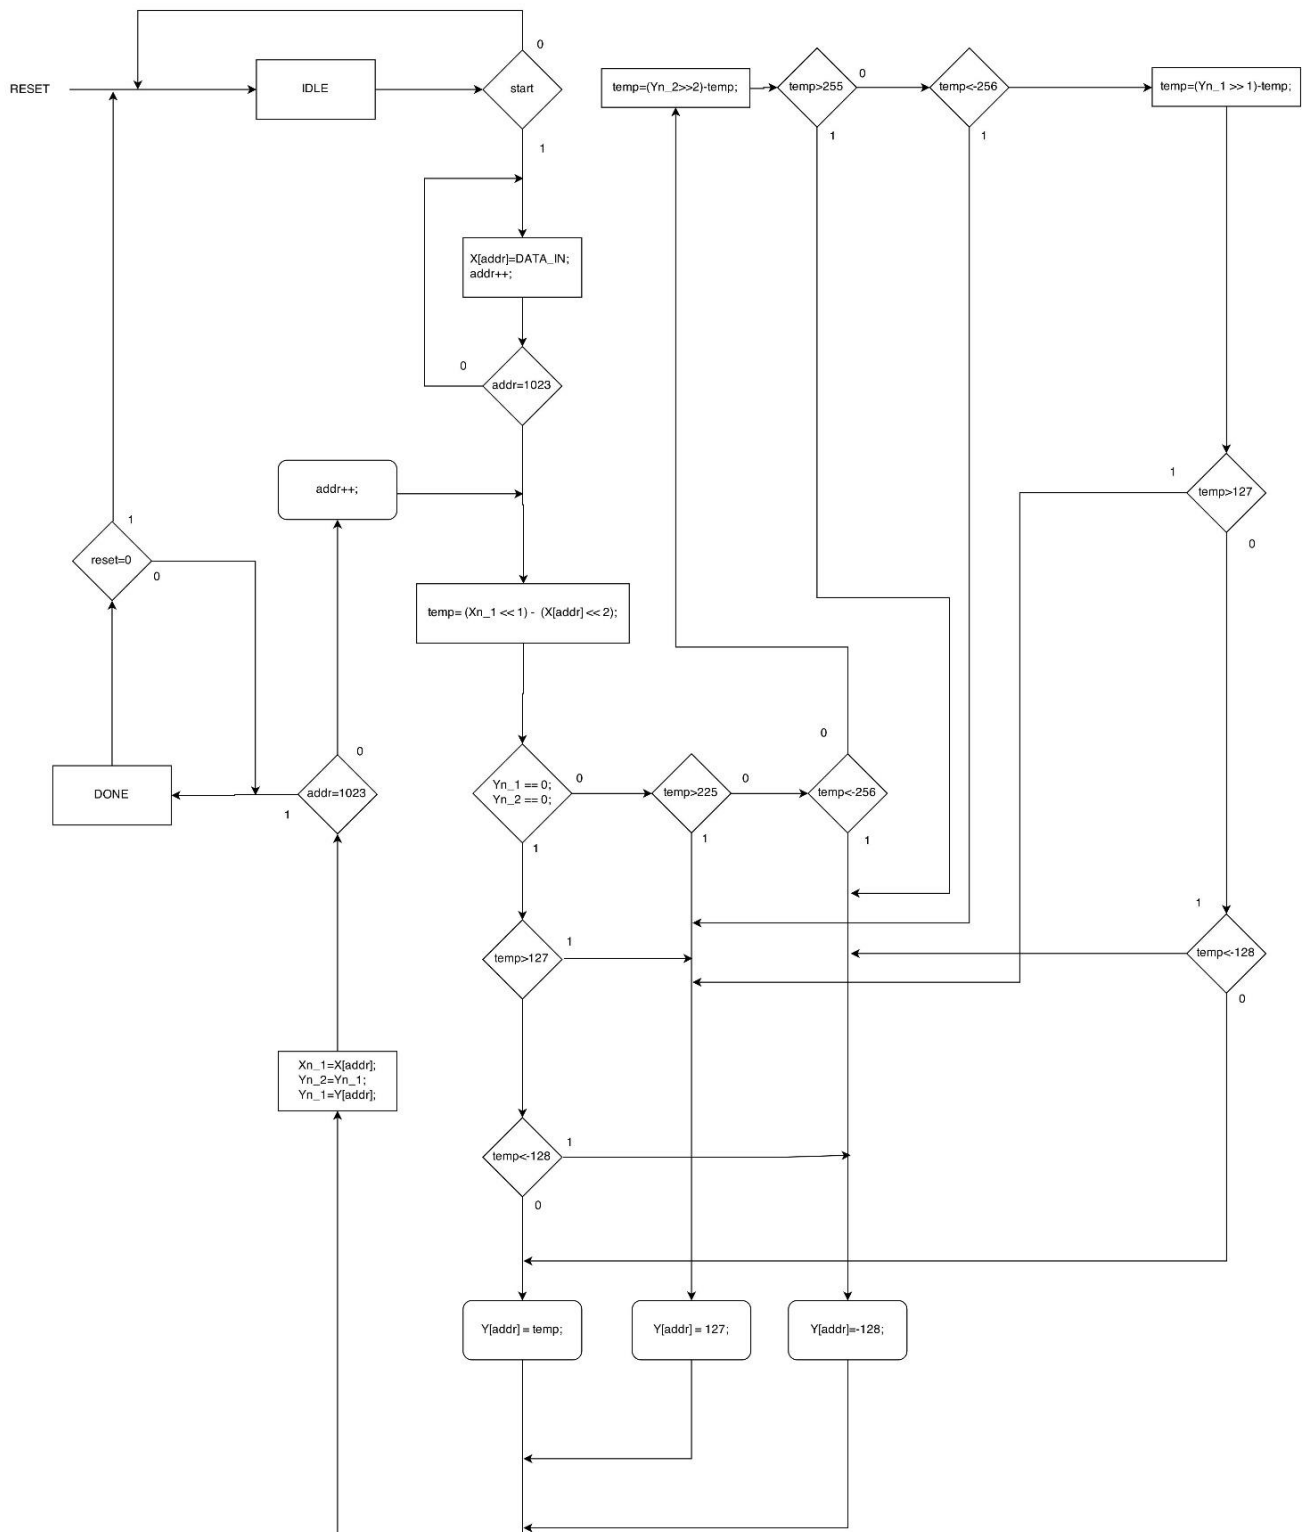 0
RESET
IDLE
start
temp=(Yn_2>>2)-temp;
temp>255
0
temp<-256
temp=(Yn_1 >> 1)-temp;
1
1
1
X[addr]=DATA_IN;
addr++;
0
addr=1023
addr++;
1
temp>127
0
1
reset=0
0
temp= (Xn_1 << 1) - (X[addr] << 2);
0
0
DONE
addr=1023
1
Yn_1 == 0;
Yn_2 == 0;
0
temp>225
0
temp<-256
1
1
1
1
temp>127
1
temp<-128
0
Xn_1=X[addr];
Yn_2=Yn_1;
Yn_1=Y[addr];
temp<-128
1
0
Y[addr] = temp;
Y[addr] = 127;
Y[addr]=-128;